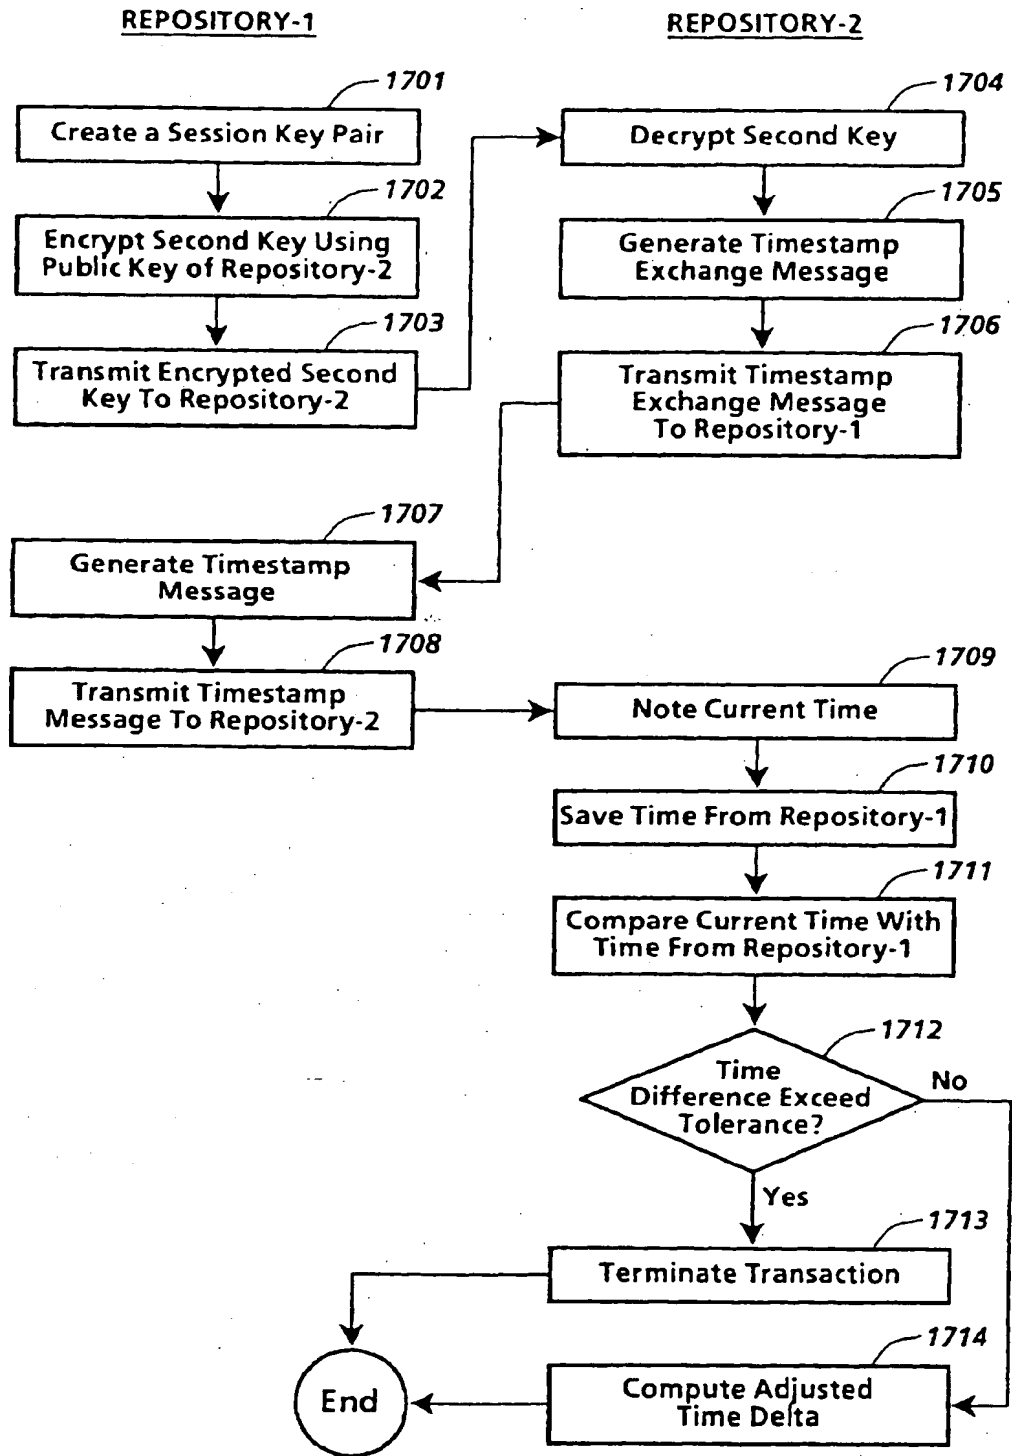 REPOSITORY-1
1701
Create a Session Key Pair
1702
Encrypt Second Key Using
Public Key of Repository-2
1703
Transmit Encrypted Second
Key To Repository-2
REPOSITORY-2
1704
Decrypt Second Key
1705
Generate Timestamp
Exchange Message
1706
Transmit Timestamp
Exchange Message
To Repository-1
1707
Generate Timestamp
Message
1708
Transmit Timestamp
Message To Repository-2
1709
Note Current Time
1710
Save Time From Repository-1
1711
Compare Current Time With
Time From Repository-1
1712
Time
Difference Exceed
Tolerance?
No
Yes
1713
Terminate Transaction
1714
Compute Adjusted
Time Delta
End